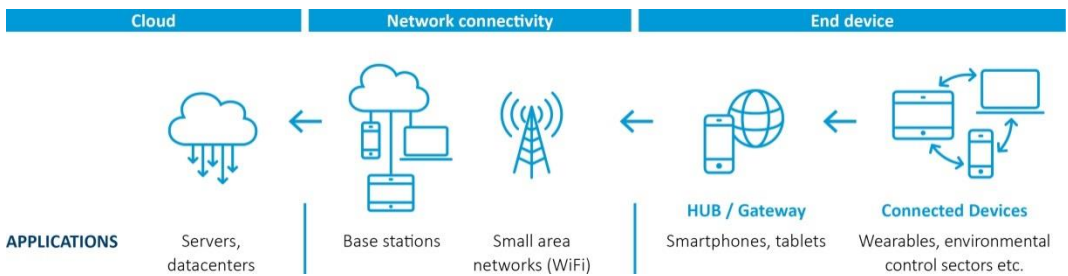 Cloud
Network connectivity
End device
HUB / Gateway
Connected Devices
APPLICATIONS
Servers,
datacenters
Base stations
Small area
networks (WiFi)
Smartphones, tablets
Wearables, environmental
control sectors etc.